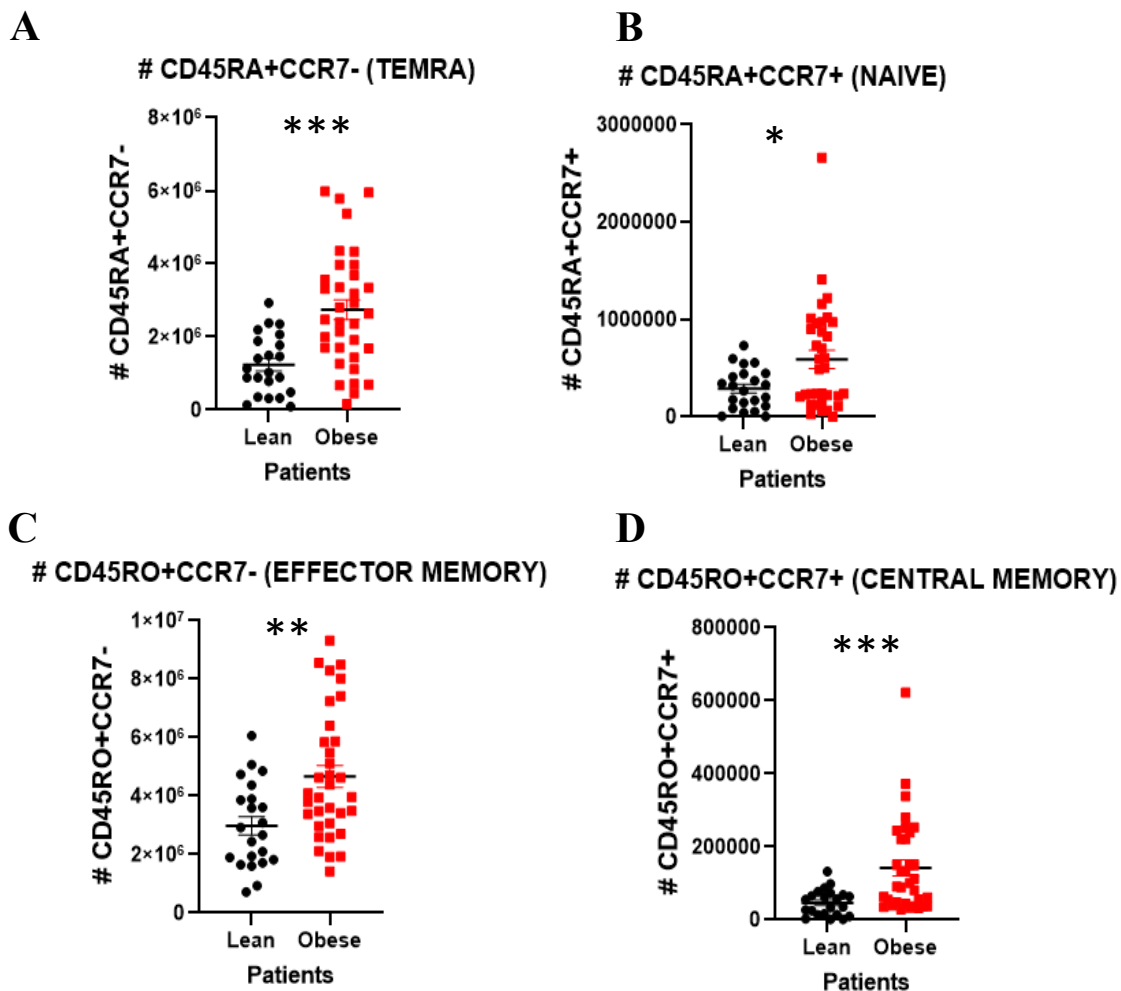 A
# CD45RA+CCR7- (TEMRA)
***
# CD45RA+CCR7-
8×10⁶
6×10⁶
4×10⁶
2×10⁶
0
Lean Obese
Patients
B
# CD45RA+CCR7+ (NAIVE)
*
# CD45RA+CCR7+
3000000
2000000
1000000
0
Lean Obese
Patients
C
# CD45RO+CCR7- (EFFECTOR MEMORY)
**
# CD45RO+CCR7-
1×10⁷
8×10⁶
6×10⁶
4×10⁶
2×10⁶
0
Lean Obese
Patients
D
# CD45RO+CCR7+ (CENTRAL MEMORY)
***
# CD45RO+CCR7+
800000
600000
400000
200000
0
Lean Obese
Patients